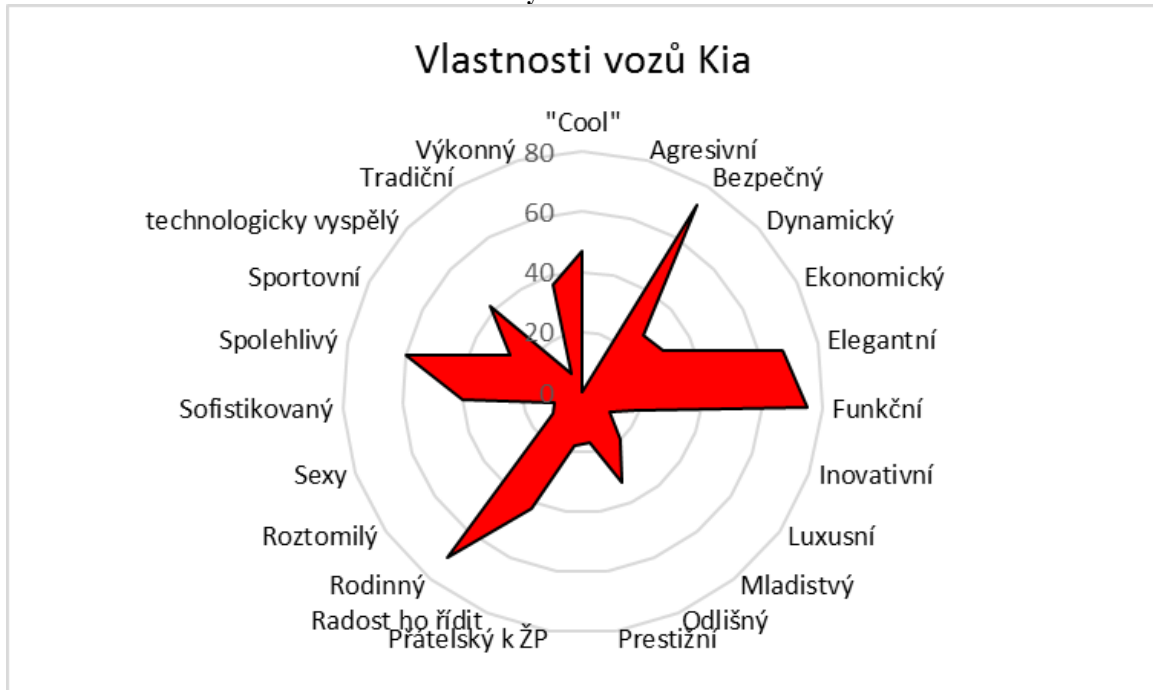 Vlastnosti vozů Kia
"Cool"
Agresivní
Bezpečný
Dynamický
Ekonomický
Elegantní
Funkční
Inovativní
Luxusní
Mladistvý
Odlišný
Prestižní
Přátelský k ŽP
Radost ho řídit
Rodinný
Roztomilý
Sexy
Sofistikovaný
Spolehlivý
Sportovní
technologicky vyspělý
Tradiční
Výkonný
80
60
40
20
0